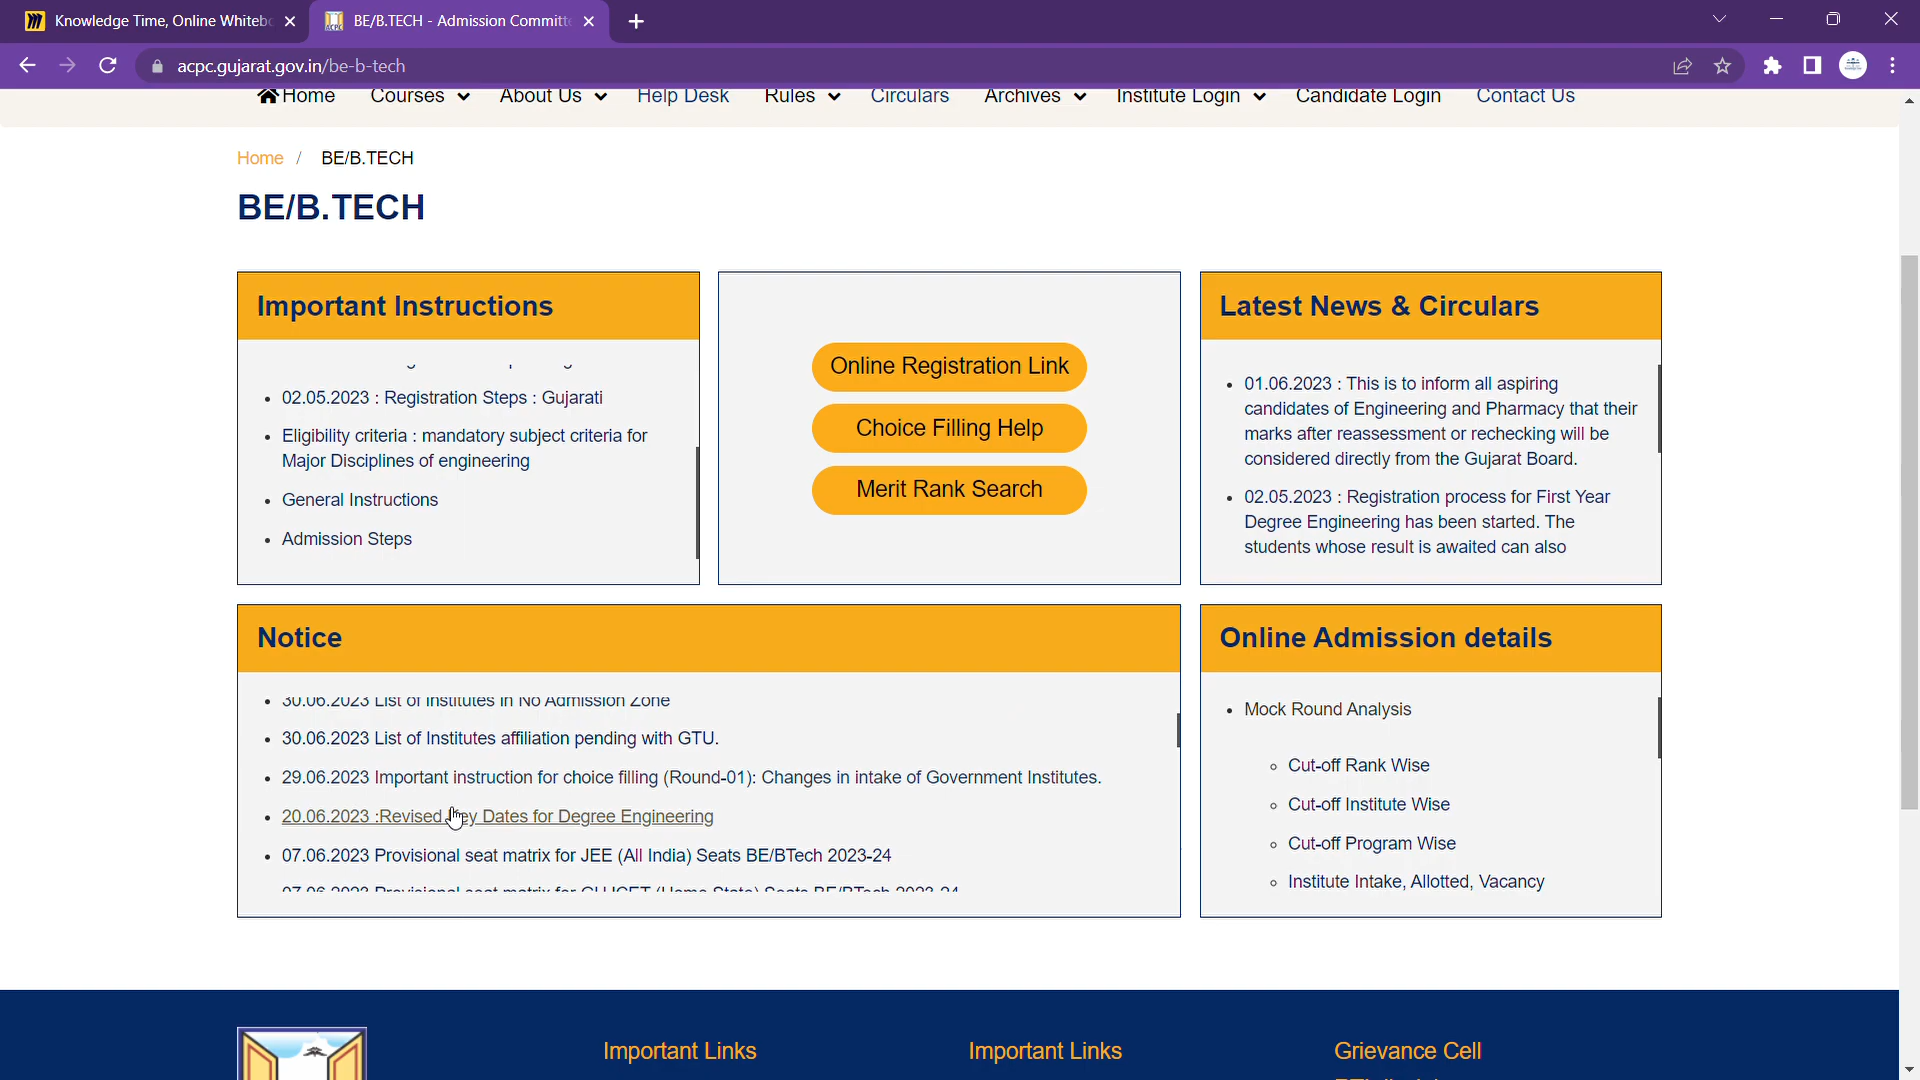 Knowledge Time, Online Whitebo
BE/B.TECH - Admission Committe
acpc.gujarat.gov.in/be-b-tech
Home Courses About Us Help Desk Rules Circulars Archives Institute Login Candidate Login Contact Us
Home / BE/B.TECH
BE/B.TECH
Important Instructions
02.05.2023 : Registration Steps : Gujarati
Eligibility criteria : mandatory subject criteria for
Major Disciplines of engineering
General Instructions
Admission Steps
Online Registration Link
Choice Filling Help
Merit Rank Search
Latest News & Circulars
01.06.2023 : This is to inform all aspiring
candidates of Engineering and Pharmacy that their
marks after reassessment or rechecking will be
considered directly from the Gujarat Board.
02.05.2023 : Registration process for First Year
Degree Engineering has been started. The
students whose result is awaited can also
Notice
30.06.2023 List of Institutes in No Admission Zone
30.06.2023 List of Institutes affiliation pending with GTU.
29.06.2023 Important instruction for choice filling (Round-01): Changes in intake of Government Institutes.
20.06.2023 :Revised Key Dates for Degree Engineering
07.06.2023 Provisional seat matrix for JEE (All India) Seats BE/BTech 2023-24
07.06.2023 Provisional seat matrix for GUJCET (Home State) Seats BE/BTech 2023-24
Online Admission details
Mock Round Analysis
Cut-off Rank Wise
Cut-off Institute Wise
Cut-off Program Wise
Institute Intake, Allotted, Vacancy
Important Links
Important Links
Grievance Cell